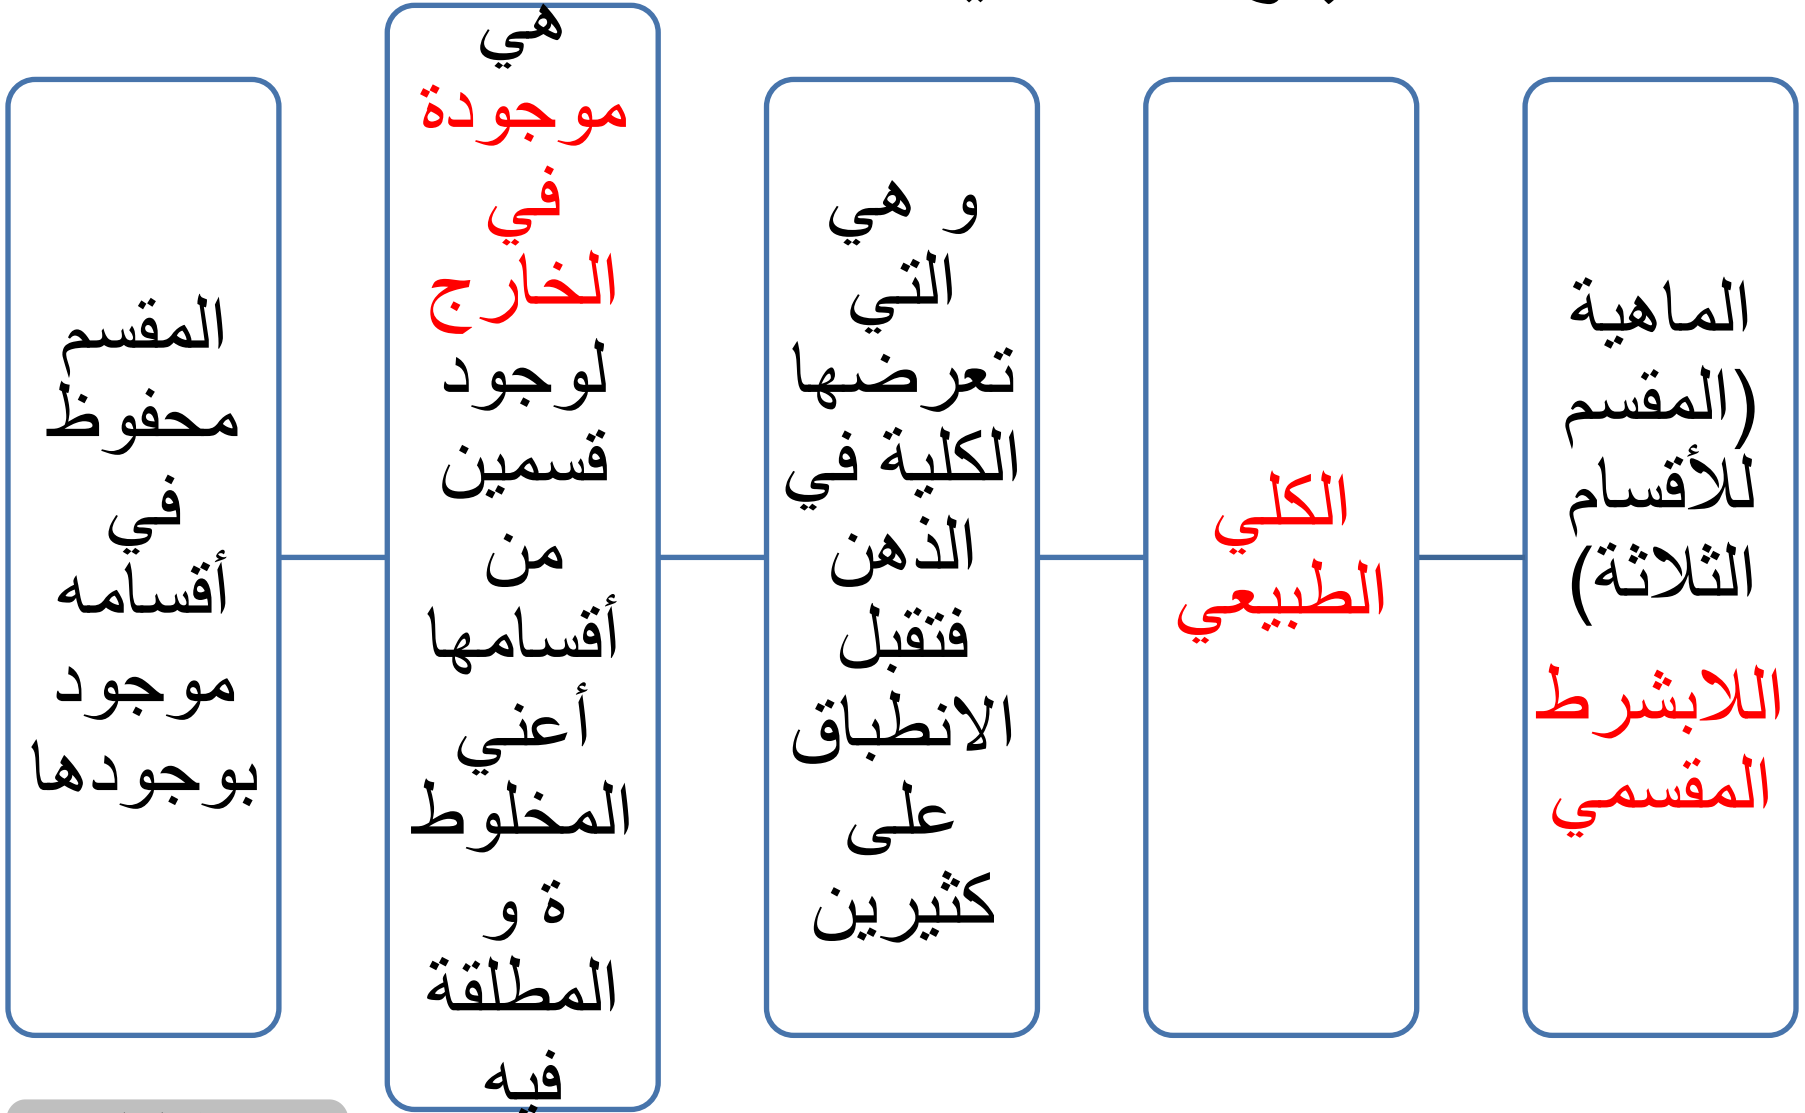 الماهية
(المقسم
للأقسام
الثلاثة)
اللابشرط
المقسمي
الكلي
الطبيعي
و هي
التي
تعرضها
الكلية في
الذهن
فتقبل
الانطباق
على
كثيرين
هي
موجودة
في
الخارج
لوجود
قسمين
من
أقسامها
أعني
المخلوط
ة و
المطلقة
فيه
المقسم
محفوظ
في
أقسامه
موجود
بوجودها